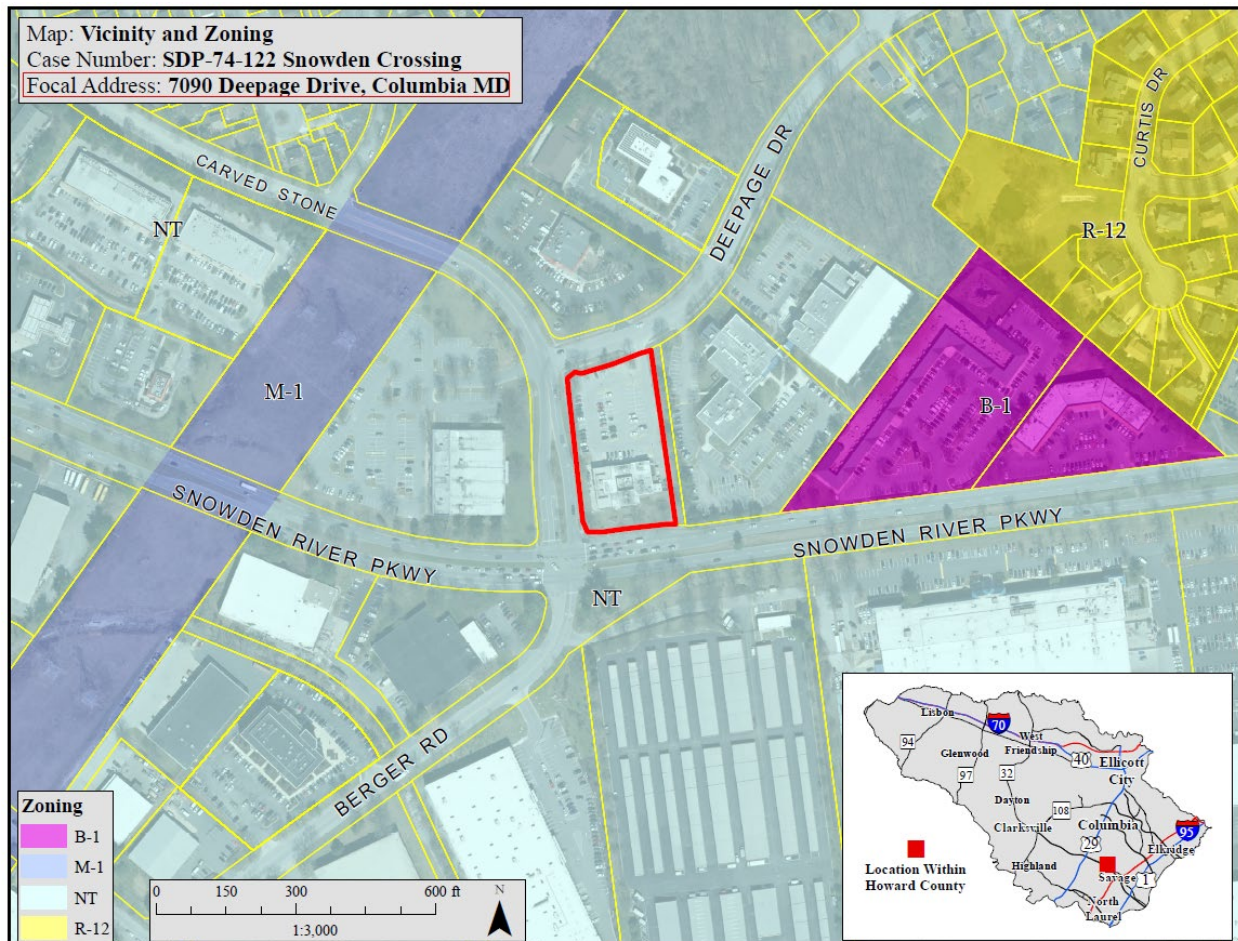 Map: Vicinity and Zoning
Case Number: SDP-74-122 Snowden Crossing
Focal Address: 7090 Deepage Drive, Columbia MD
CURTIS DR
CARVED STONE
DEEPAGE DR
NT
R-12
M-1
B-1
SNOWDEN RIVER PKWY
SNOWDEN RIVER PKWY
NT
BERGER RD
Zoning
B-1
M-1
NT
R-12
0 150 300 600 ft
1:3,000
N
Lisbon
70
94
West
Friendship
Glenwood
40
Ellicott
City
97
32
Dayton
108
Clarksville
Columbia
95
29
Elkridge
Highland
Savage
1
North
Laurel
Location Within
Howard County